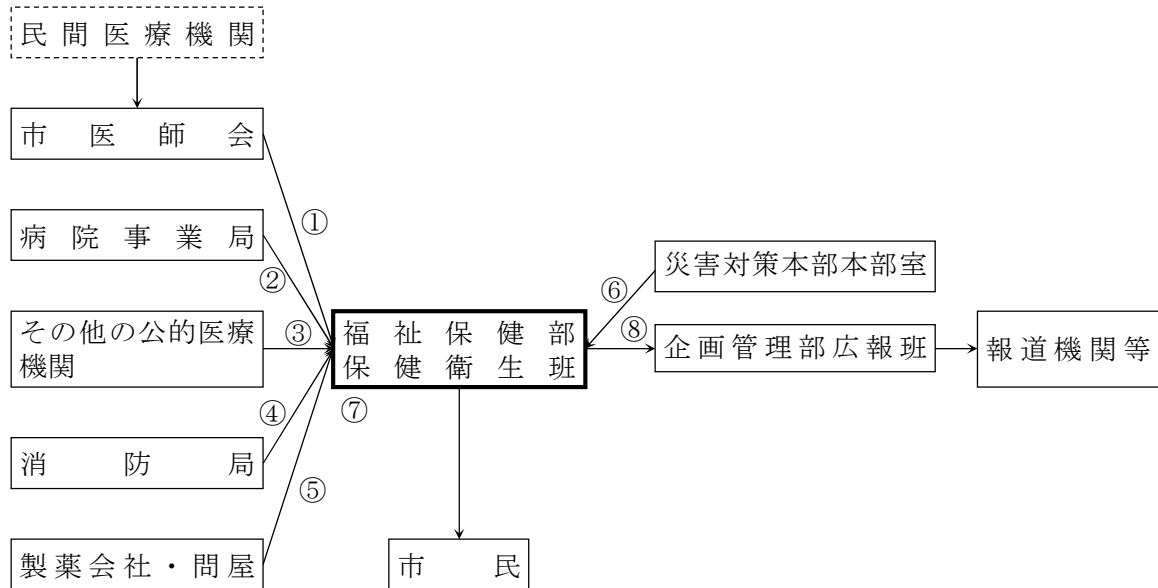 民間医療機関
市医師会
①
病院事業局
災害対策本部本部室
②
⑥
その他の公的医療
機関
③
福祉保健部
保健衛生班
⑧
企画管理部広報班
報道機関等
④
⑦
消防局
⑤
製薬会社・問屋
市民